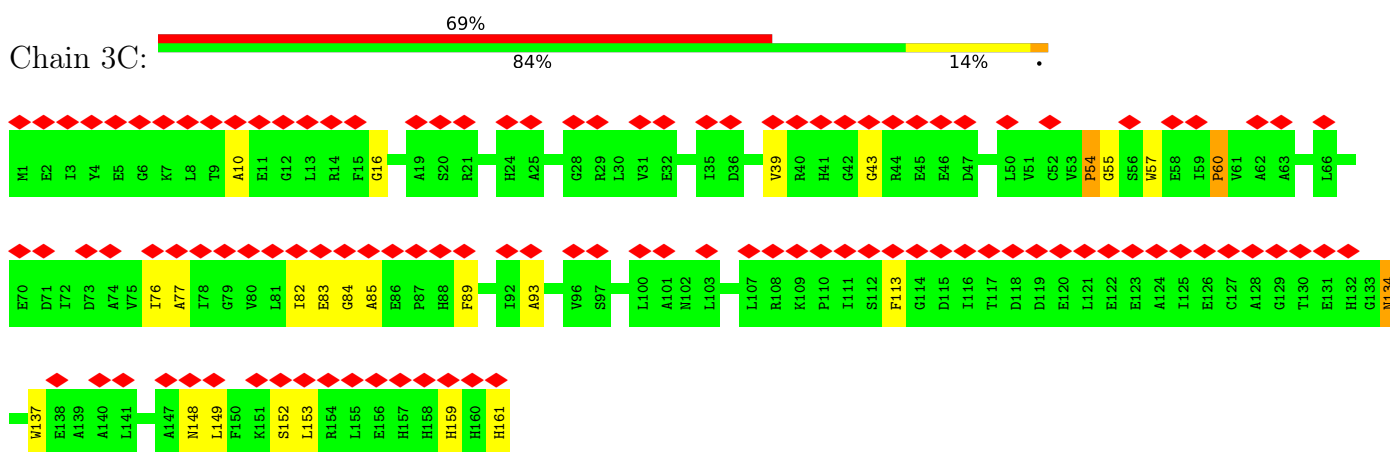 69%
Chain 3C:
84% 14% •
M1 E2 I3 Y4 E5 G6 K7 L8 T9 A10 E11 G12 L13 R14 F15 G16 A19 S20 R21 H24 A25 G28 R29 L30 V31 E32 I35 D36 V39 R40 H41 G42 G43 R44 E45 E46 D47 L50 V51 C52 V53 P54 G55 S56 W57 E58 I59 P60 V61 A62 A63 L66
E70 D71 I72 D73 A74 V75 I76 A77 I78 G79 V80 L81 I82 E83 G84 A85 E86 P87 H88 F89 I92 A93 V96 S97 L100 A101 N102 L103 L107 R108 K109 P110 I111 S112 F113 G114 D115 I116 T117 D118 D119 E120 L121 E122 E123 A124 I125 E126 C127 A128 G129 T130 E131 H132 G133 N134
W137 E138 A139 A140 L141 A147 N148 L149 F150 K151 S152 L153 R154 L155 E156 H157 H158 H159 H160 H161